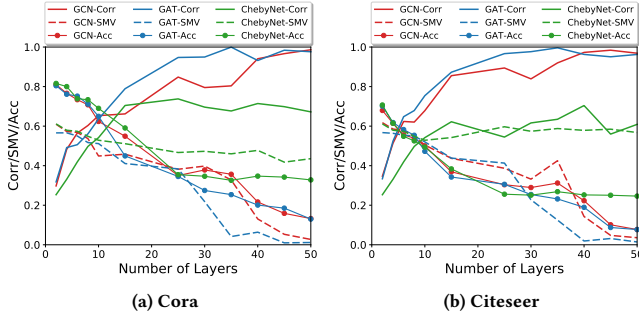 GCN-Corr GAT-Corr ChebyNet-Corr GCN-Corr GAT-Corr ChebyNet-Corr
GCN-SMV GAT-SMV ChebyNet-SMV GCN-SMV GAT-SMV ChebyNet-SMV
GCN-Acc GAT-Acc ChebyNet-Acc GCN-Acc GAT-Acc ChebyNet-Acc
Corr/SMV/Acc
1.0
0.8
0.6
0.4
0.2
0.0
0 10 20 30 40 50
Number of Layers
Corr/SMV/Acc
1.0
0.8
0.6
0.4
0.2
0.0
0 10 20 30 40 50
Number of Layers
(a) Cora (b) Citeseer